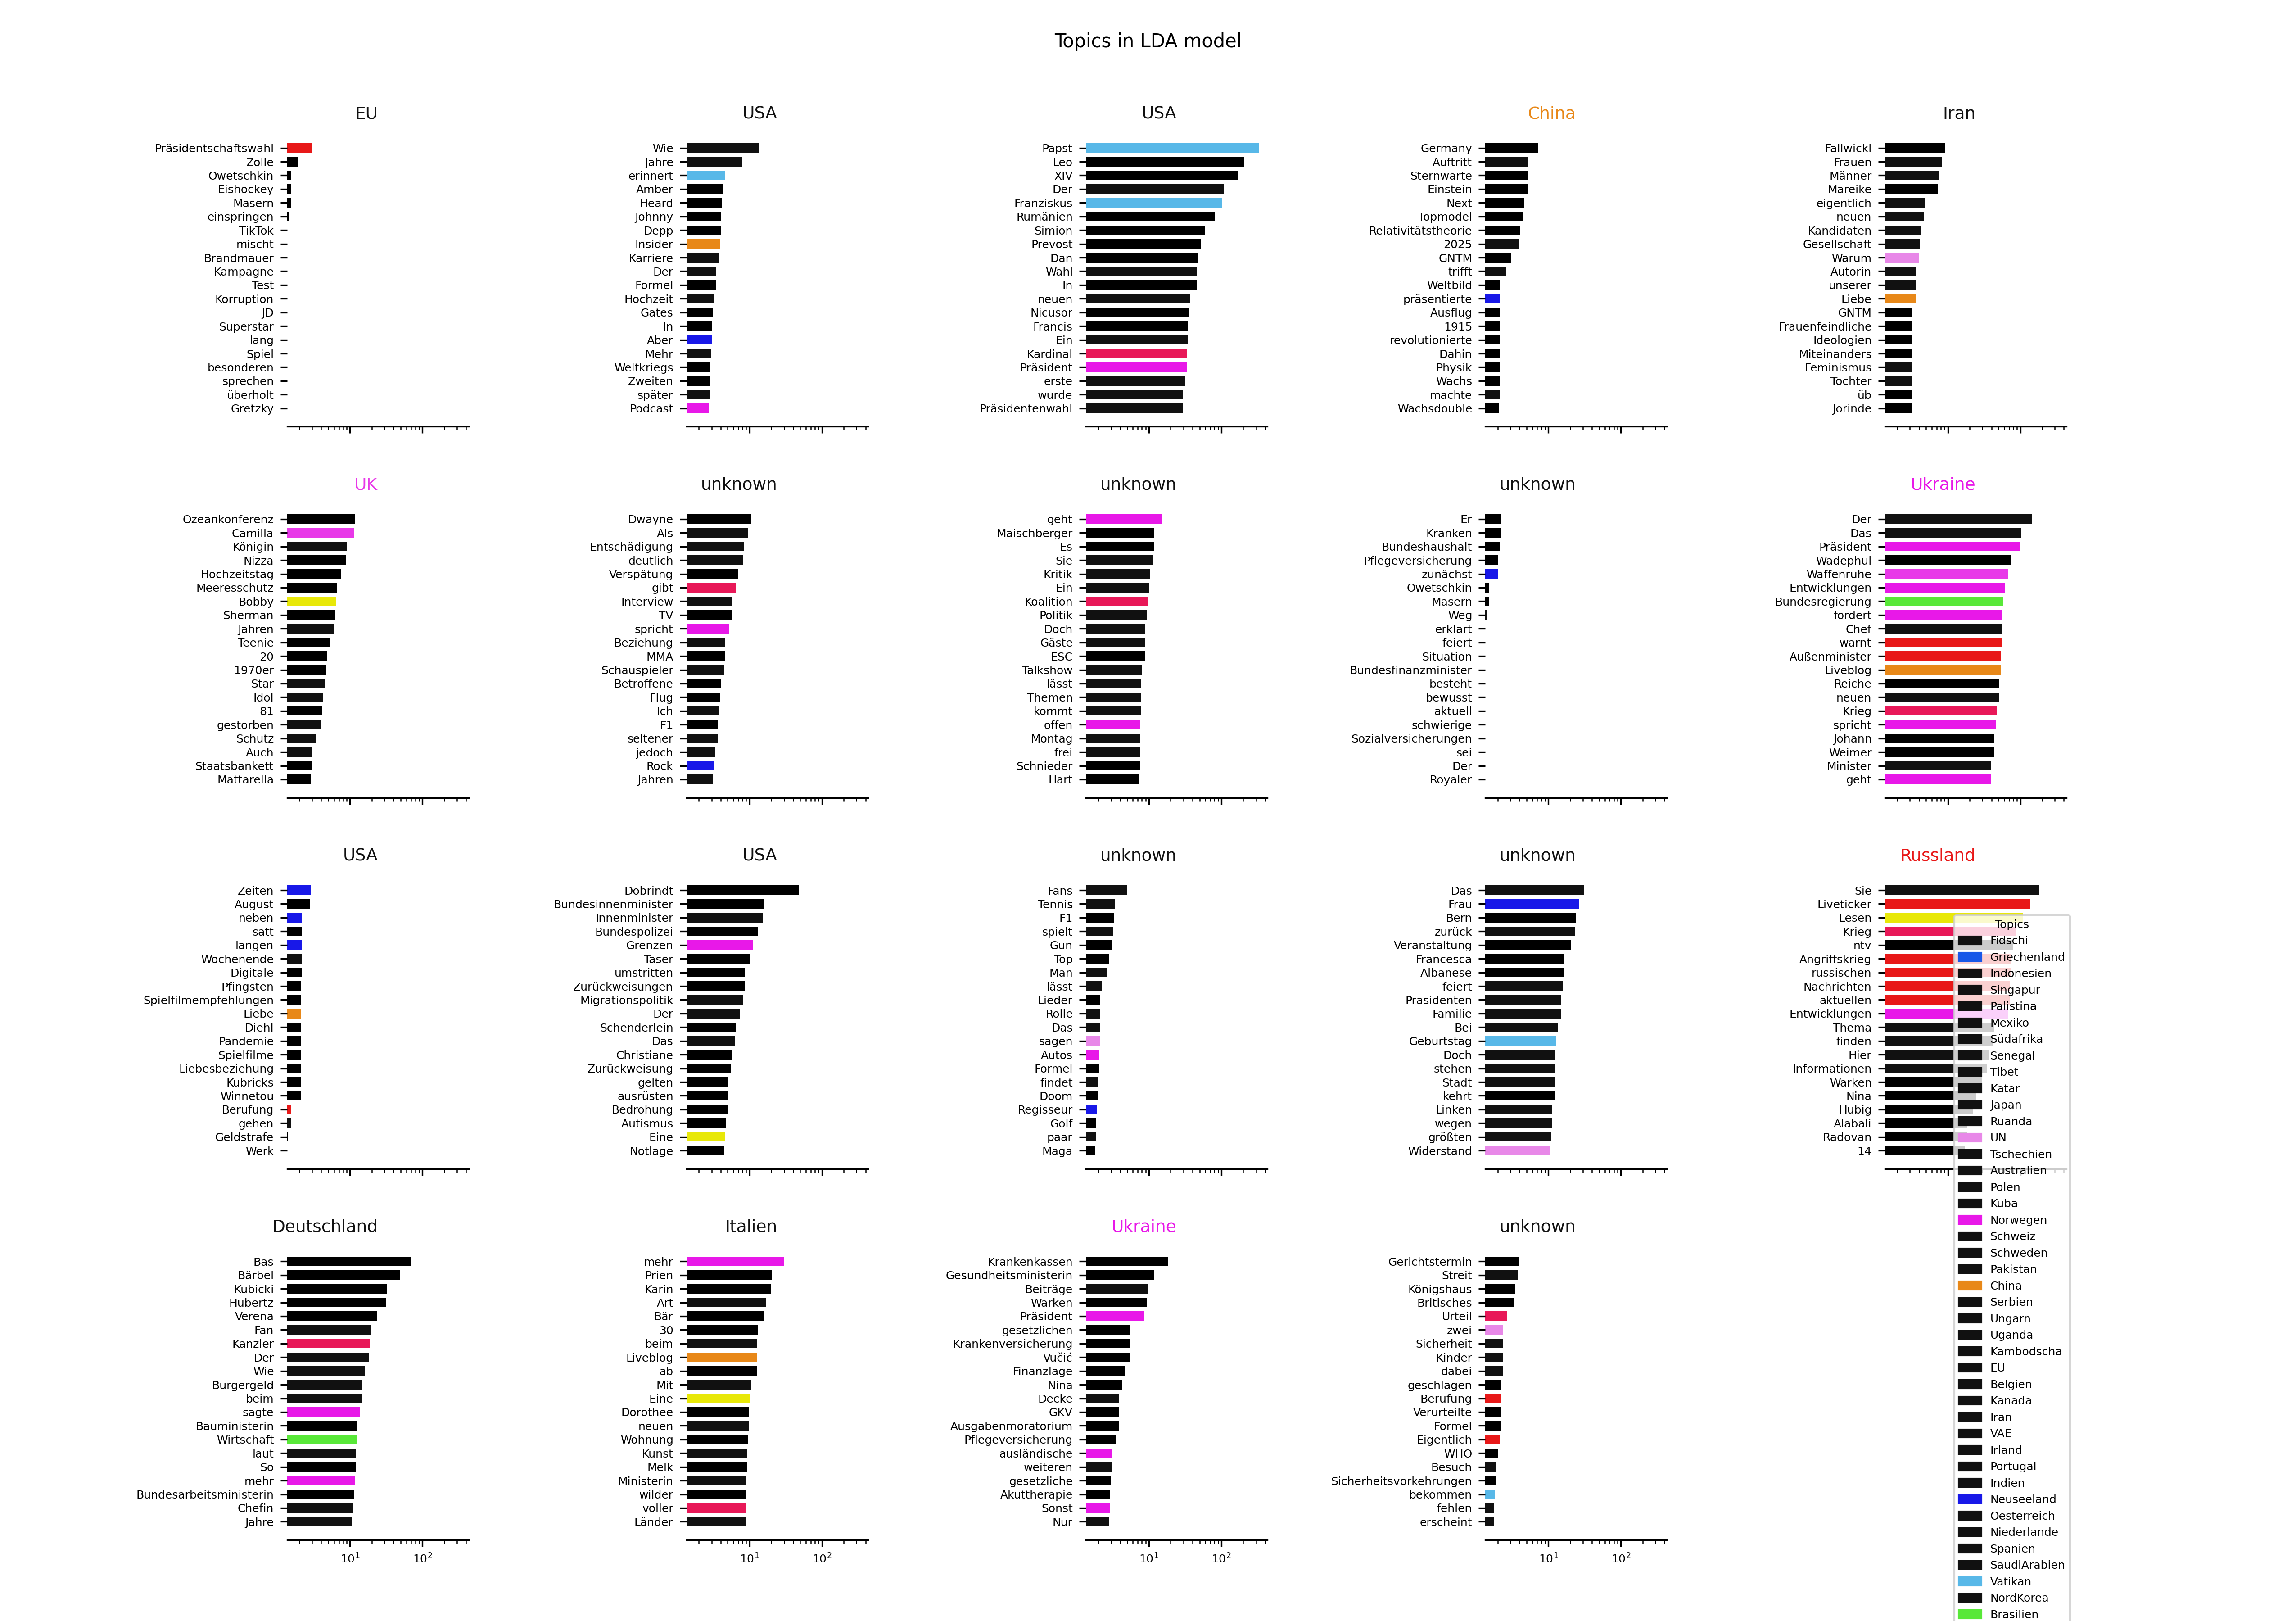 Topics in LDA model
EU
Präsidentschaftswahl
Zölle
Owetschkin
Eishockey
Masern
einspringen
TikTok
mischt
Brandmauer
Kampagne
Test
Korruption
JD
Superstar
lang
Spiel
besonderen
sprechen
überholt
Gretzky
USA
Wie
Jahre
erinnert
Amber
Heard
Johnny
Depp
Insider
Karriere
Der
Formel
Hochzeit
Gates
In
Aber
Mehr
Weltkriegs
Zweiten
später
Podcast
USA
Papst
Leo
XIV
Der
Franziskus
Rumänien
Simion
Prevost
Dan
Wahl
In
neuen
Nicusor
Francis
Ein
Kardinal
Präsident
erste
wurde
Präsidentenwahl
China
Germany
Auftritt
Sternwarte
Einstein
Next
Topmodel
Relativitätstheorie
2025
GNTM
trifft
Weltbild
präsentierte
Ausflug
1915
revolutionierte
Dahin
Physik
Wachs
machte
Wachsdouble
Iran
Fallwickl
Frauen
Männer
Mareike
eigentlich
neuen
Kandidaten
Gesellschaft
Warum
Autorin
unserer
Liebe
GNTM
Frauenfeindliche
Ideologien
Miteinanders
Feminismus
Tochter
üb
Jorinde
UK
Ozeankonferenz
Camilla
Königin
Nizza
Hochzeitstag
Meeresschutz
Bobby
Sherman
Jahren
Teenie
20
1970er
Star
Idol
81
gestorben
Schutz
Auch
Staatsbankett
Mattarella
unknown
Dwayne
Als
Entschädigung
deutlich
Verspätung
gibt
Interview
TV
spricht
Beziehung
MMA
Schauspieler
Betroffene
Flug
Ich
F1
seltener
jedoch
Rock
Jahren
unknown
geht
Maischberger
Es
Sie
Kritik
Ein
Koalition
Politik
Doch
Gäste
ESC
Talkshow
lässt
Themen
kommt
offen
Montag
frei
Schnieder
Hart
unknown
Er
Kranken
Bundeshaushalt
Pflegeversicherung
zunächst
Owetschkin
Masern
Weg
erklärt
feiert
Situation
Bundesfinanzminister
besteht
bewusst
aktuell
schwierige
Sozialversicherungen
sei
Der
Royaler
Ukraine
Der
Das
Präsident
Wadephul
Waffenruhe
Entwicklungen
Bundesregierung
fordert
Chef
warnt
Außenminister
Liveblog
Reiche
neuen
Krieg
spricht
Johann
Weimer
Minister
geht
USA
Zeiten
August
neben
satt
langen
Wochenende
Digitale
Pfingsten
Spielfilmempfehlungen
Liebe
Diehl
Pandemie
Spielfilme
Liebesbeziehung
Kubricks
Winnetou
Berufung
gehen
Geldstrafe
Werk
USA
Dobrindt
Bundesinnenminister
Innenminister
Bundespolizei
Grenzen
Taser
umstritten
Zurückweisungen
Migrationspolitik
Der
Schenderlein
Das
Christiane
Zurückweisung
gelten
ausrüsten
Bedrohung
Autismus
Eine
Notlage
unknown
Fans
Tennis
F1
spielt
Gun
Top
Man
lässt
Lieder
Rolle
Das
sagen
Autos
Formel
findet
Doom
Regisseur
Golf
paar
Maga
unknown
Das
Frau
Bern
zurück
Veranstaltung
Francesca
Albanese
feiert
Präsidenten
Familie
Bei
Geburtstag
Doch
stehen
Stadt
kehrt
Linken
wegen
größten
Widerstand
Russland
Sie
Liveticker
Lesen
Krieg
ntv
Angriffskrieg
russischen
Nachrichten
aktuellen
Entwicklungen
Thema
finden
Hier
Informationen
Warken
Nina
Hubig
Alabali
Radovan
14
Topics
Fidschi
Griechenland
Indonesien
Singapur
Palistina
Mexiko
Südafrika
Senegal
Tibet
Katar
Japan
Ruanda
UN
Tschechien
Australien
Polen
Kuba
Norwegen
Schweiz
Schweden
Pakistan
China
Serbien
Ungarn
Uganda
Kambodscha
EU
Belgien
Kanada
Iran
VAE
Irland
Portugal
Indien
Neuseeland
Oesterreich
Niederlande
Spanien
SaudiArabien
Vatikan
NordKorea
Brasilien
Deutschland
Bas
Bärbel
Kubicki
Hubertz
Verena
Fan
Kanzler
Der
Wie
Bürgergeld
beim
sagte
Bauministerin
Wirtschaft
laut
So
mehr
Bundesarbeitsministerin
Chefin
Jahre
10¹ 10²
Italien
mehr
Prien
Karin
Art
Bär
30
beim
Liveblog
ab
Mit
Eine
Dorothee
neuen
Wohnung
Kunst
Melk
Ministerin
wilder
voller
Länder
10¹ 10²
Ukraine
Krankenkassen
Gesundheitsministerin
Beiträge
Warken
Präsident
gesetzlichen
Krankenversicherung
Vučić
Finanzlage
Nina
Decke
GKV
Ausgabenmoratorium
Pflegeversicherung
ausländische
weiteren
gesetzliche
Akuttherapie
Sonst
Nur
10¹ 10²
unknown
Gerichtstermin
Streit
Königshaus
Britisches
Urteil
zwei
Sicherheit
Kinder
dabei
geschlagen
Berufung
Verurteilte
Formel
Eigentlich
WHO
Besuch
Sicherheitsvorkehrungen
bekommen
fehlen
erscheint
10¹ 10²